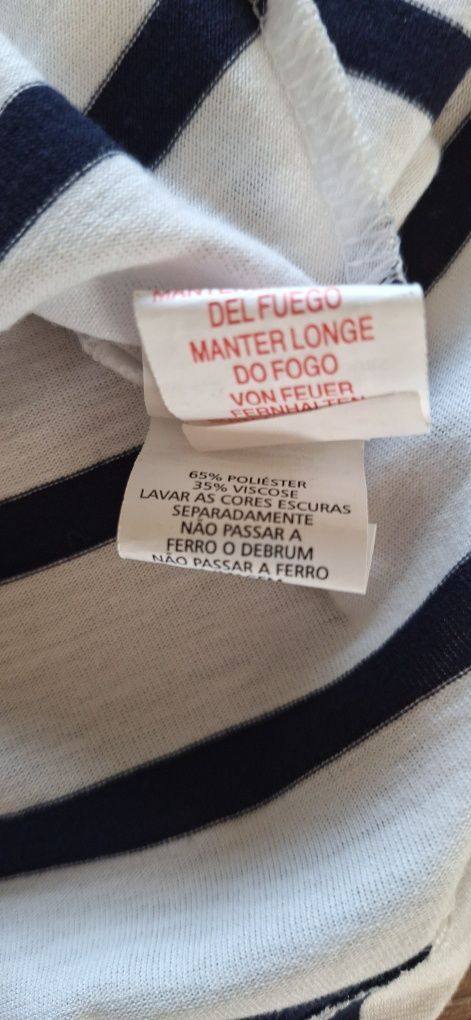 DEL FUEGO
MANTER LONGE
DO FOGO
VON FEUER
FERNHALTEN
65% POLIÉSTER
35% VISCOSE
LAVAR AS CORES ESCURAS
SEPARADAMENTE
NÃO PASSAR A
FERRO O DEBRUM
NÃO PASSAR A FERRO